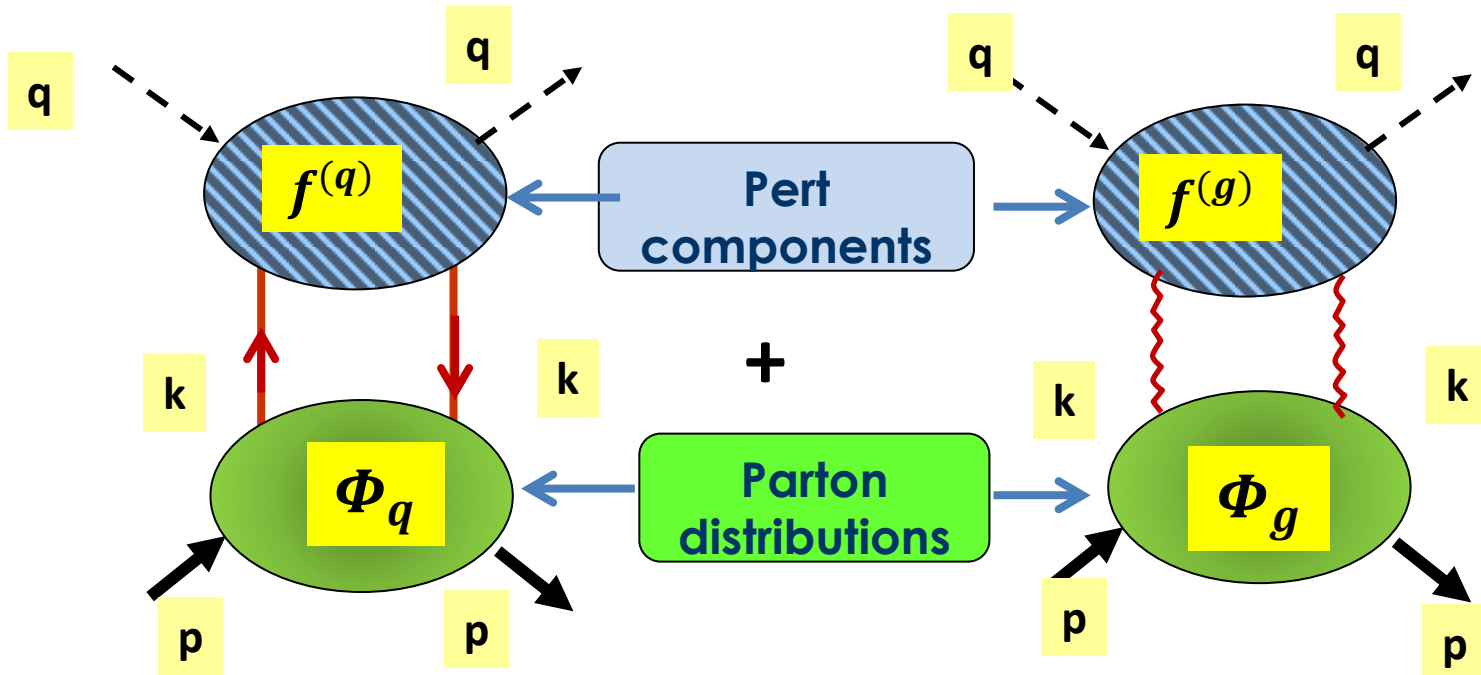 q
q
q
q
f^(q)
Pert
components
f^(g)
k
k
+
k
k
Φ_q
Parton
distributions
Φ_g
p
p
p
p